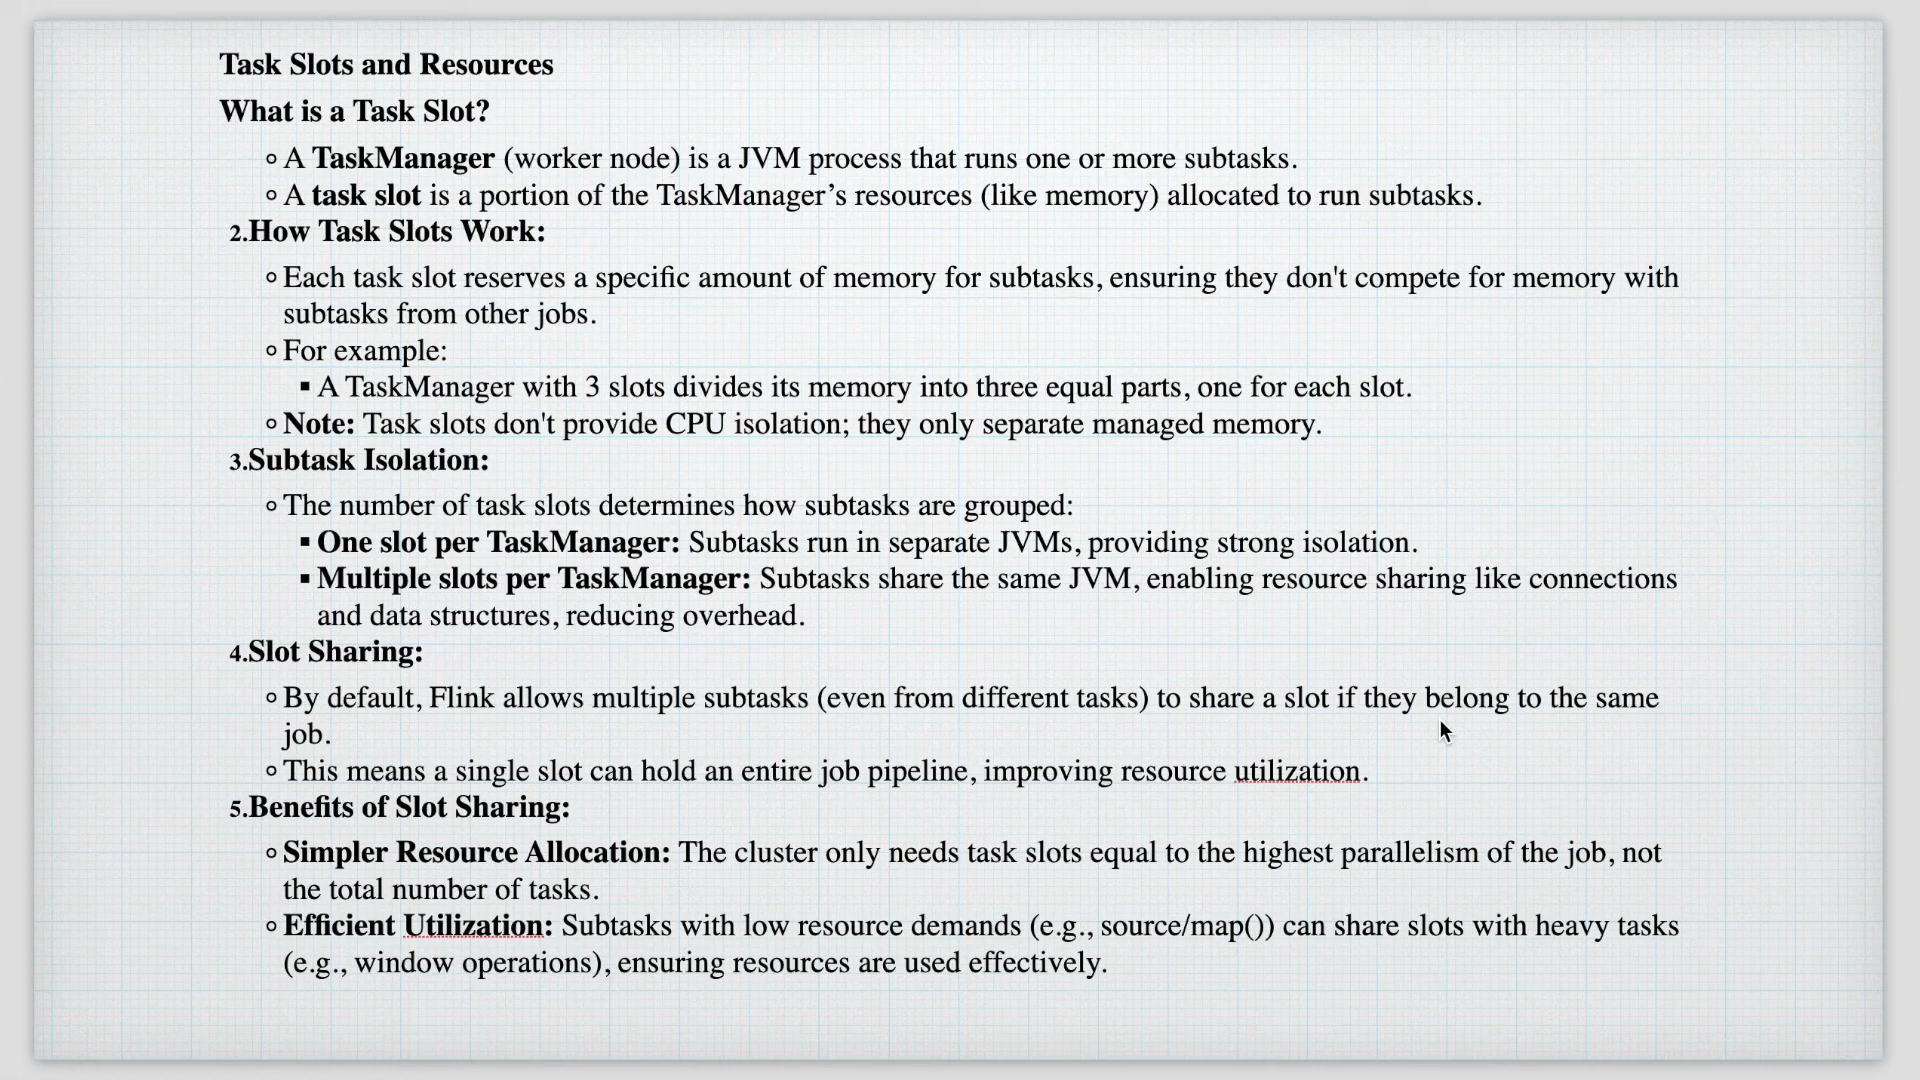 Task Slots and Resources
What is a Task Slot?
∘ A TaskManager (worker node) is a JVM process that runs one or more subtasks.
∘ A task slot is a portion of the TaskManager’s resources (like memory) allocated to run subtasks.
2.How Task Slots Work:
∘ Each task slot reserves a specific amount of memory for subtasks, ensuring they don't compete for memory with
subtasks from other jobs.
∘ For example:
▪ A TaskManager with 3 slots divides its memory into three equal parts, one for each slot.
∘ Note: Task slots don't provide CPU isolation; they only separate managed memory.
3.Subtask Isolation:
∘ The number of task slots determines how subtasks are grouped:
▪ One slot per TaskManager: Subtasks run in separate JVMs, providing strong isolation.
▪ Multiple slots per TaskManager: Subtasks share the same JVM, enabling resource sharing like connections
and data structures, reducing overhead.
4.Slot Sharing:
∘ By default, Flink allows multiple subtasks (even from different tasks) to share a slot if they belong to the same
job.
∘ This means a single slot can hold an entire job pipeline, improving resource utilization.
5.Benefits of Slot Sharing:
∘ Simpler Resource Allocation: The cluster only needs task slots equal to the highest parallelism of the job, not
the total number of tasks.
∘ Efficient Utilization: Subtasks with low resource demands (e.g., source/map()) can share slots with heavy tasks
(e.g., window operations), ensuring resources are used effectively.